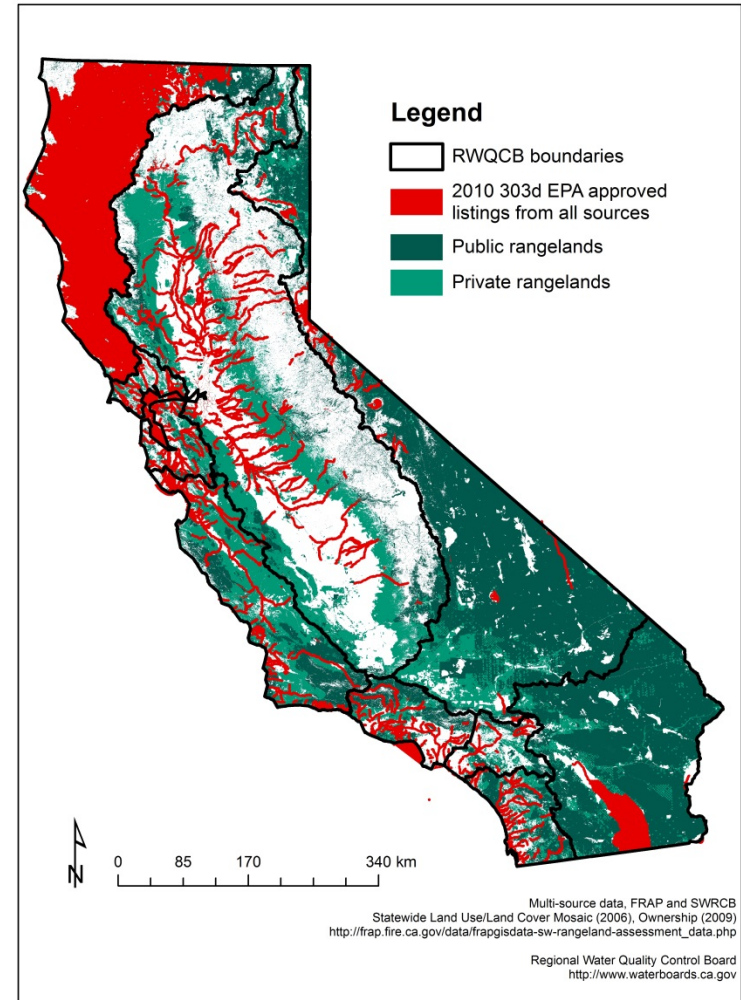 Legend
RWQCB boundaries
2010 303d EPA approved
listings from all sources
Public rangelands
Private rangelands
N
0 85 170 340 km
Multi-source data, FRAP and SWRCB
Statewide Land Use/Land Cover Mosaic (2006), Ownership (2009)
http://frap.fire.ca.gov/data/frapgisdata-sw-rangeland-assessment_data.php
Regional Water Quality Control Board
http://www.waterboards.ca.gov